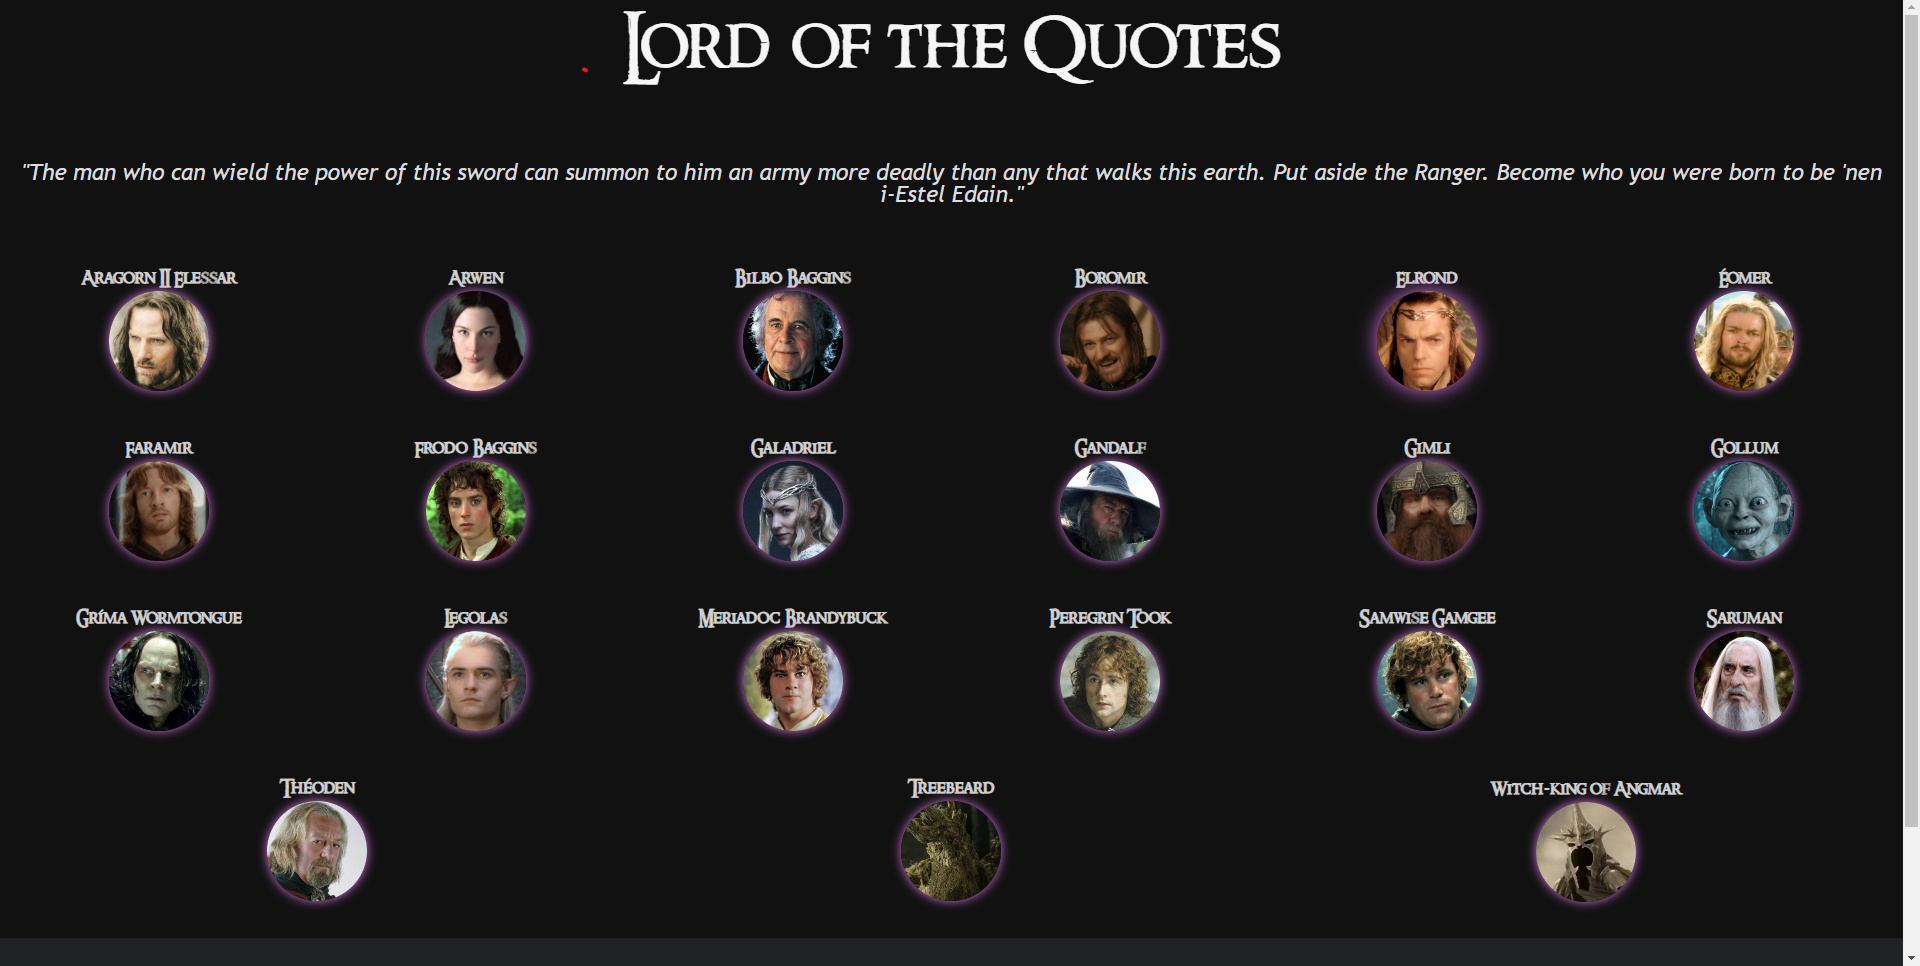 Lord of the Quotes
"The man who can wield the power of this sword can summon to him an army more deadly than any that walks this earth. Put aside the Ranger. Become who you were born to be 'nen
i-Estel Edain."
Aragorn II Elessar
Arwen
Bilbo Baggins
Boromir
Elrond
Éomer
Faramir
Frodo Baggins
Galadriel
Gandalf
Gimli
Gollum
Gríma Wormtongue
Legolas
Meriadoc Brandybuck
Peregrin Took
Samwise Gamgee
Saruman
Théoden
Treebeard
Witch-king of Angmar